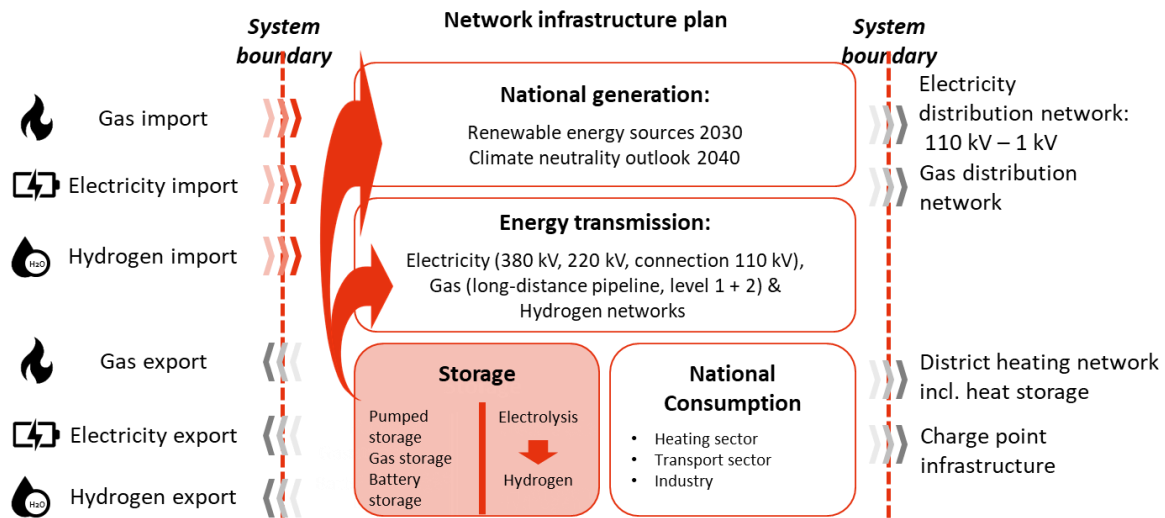 System
boundary
Network infrastructure plan
System
boundary
Gas import
Electricity import
H₂O
Hydrogen import
Gas export
Electricity export
H₂O
Hydrogen export
National generation:
Renewable energy sources 2030
Climate neutrality outlook 2040
Energy transmission:
Electricity (380 kV, 220 kV, connection 110 kV),
Gas (long-distance pipeline, level 1 + 2) &
Hydrogen networks
Storage
Pumped
storage
Gas storage
Battery
storage
Electrolysis
Hydrogen
National
Consumption
• Heating sector
• Transport sector
• Industry
Electricity
distribution network:
110 kV – 1 kV
Gas distribution
network
District heating network
incl. heat storage
Charge point
infrastructure